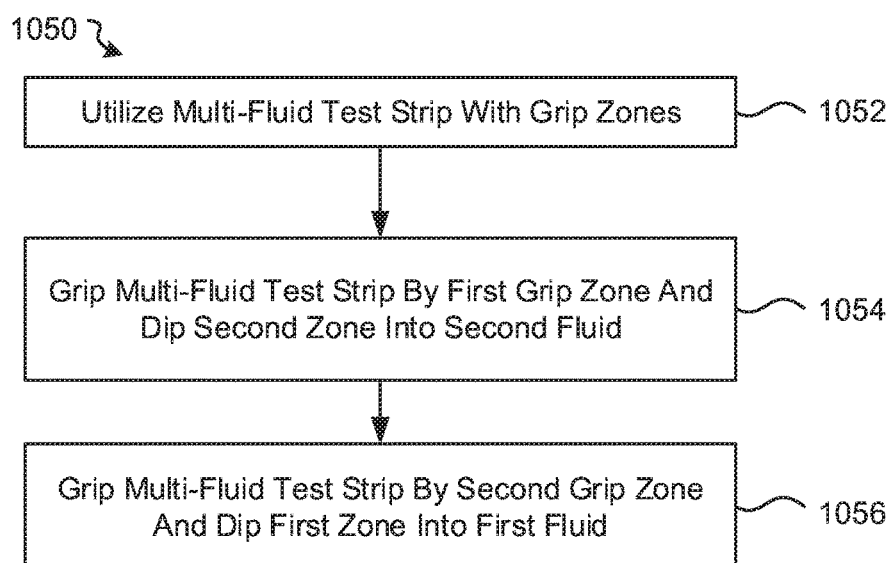 1050
Utilize Multi-Fluid Test Strip With Grip Zones
1052
Grip Multi-Fluid Test Strip By First Grip Zone And
Dip Second Zone Into Second Fluid
1054
Grip Multi-Fluid Test Strip By Second Grip Zone
And Dip First Zone Into First Fluid
1056